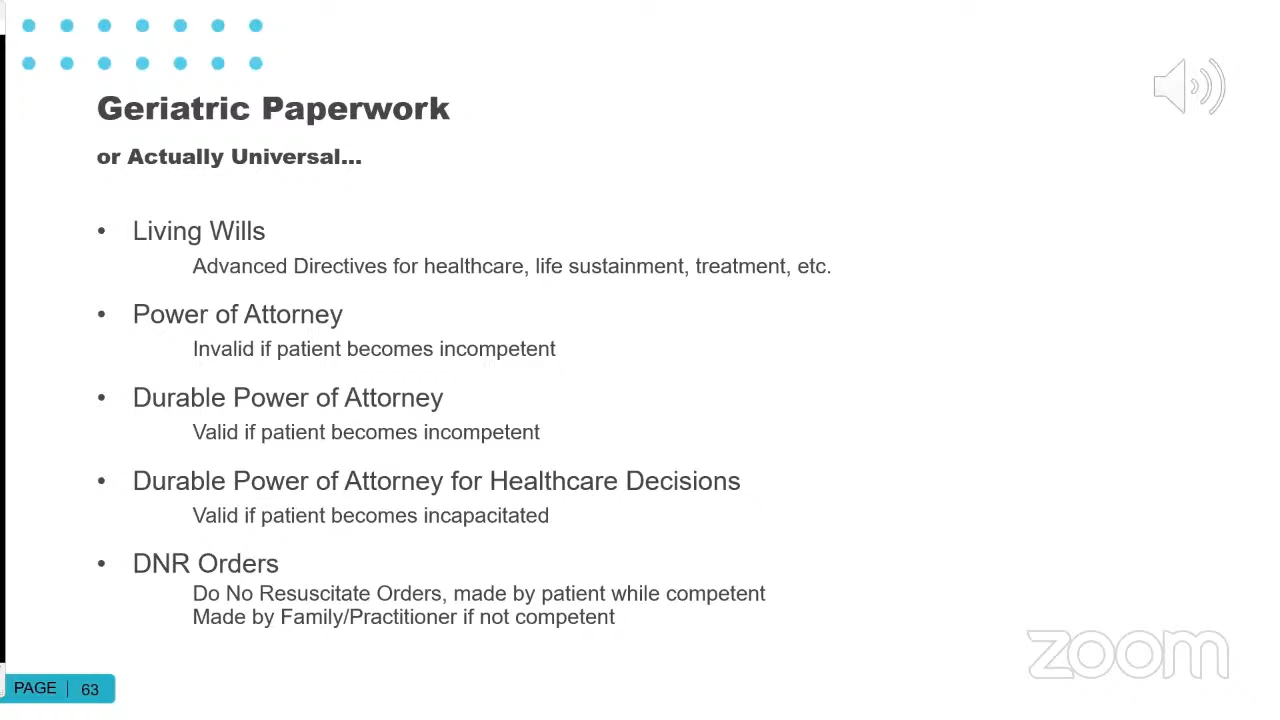 Geriatric Paperwork
or Actually Universal...
• Living Wills
Advanced Directives for healthcare, life sustainment, treatment, etc.
• Power of Attorney
Invalid if patient becomes incompetent
• Durable Power of Attorney
Valid if patient becomes incompetent
• Durable Power of Attorney for Healthcare Decisions
Valid if patient becomes incapacitated
• DNR Orders
Do No Resuscitate Orders, made by patient while competent
Made by Family/Practitioner if not competent
zoom
PAGE | 63